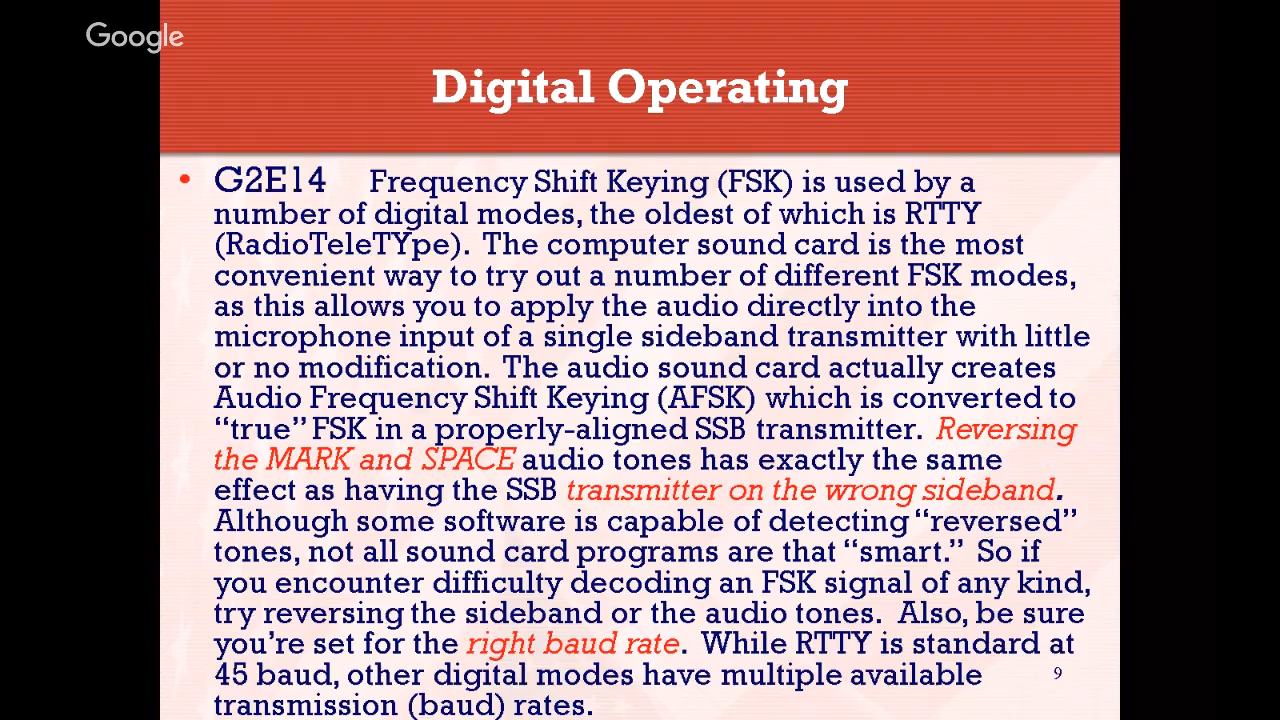 Google
Digital Operating
• G2E14 Frequency Shift Keying (FSK) is used by a
number of digital modes, the oldest of which is RTTY
(RadioTeleTYpe). The computer sound card is the most
convenient way to try out a number of different FSK modes,
as this allows you to apply the audio directly into the
microphone input of a single sideband transmitter with little
or no modification. The audio sound card actually creates
Audio Frequency Shift Keying (AFSK) which is converted to
“true” FSK in a properly-aligned SSB transmitter. Reversing
the MARK and SPACE audio tones has exactly the same
effect as having the SSB transmitter on the wrong sideband.
Although some software is capable of detecting “reversed”
tones, not all sound card programs are that “smart.” So if
you encounter difficulty decoding an FSK signal of any kind,
try reversing the sideband or the audio tones. Also, be sure
you’re set for the right baud rate. While RTTY is standard at
45 baud, other digital modes have multiple available
transmission (baud) rates.
9